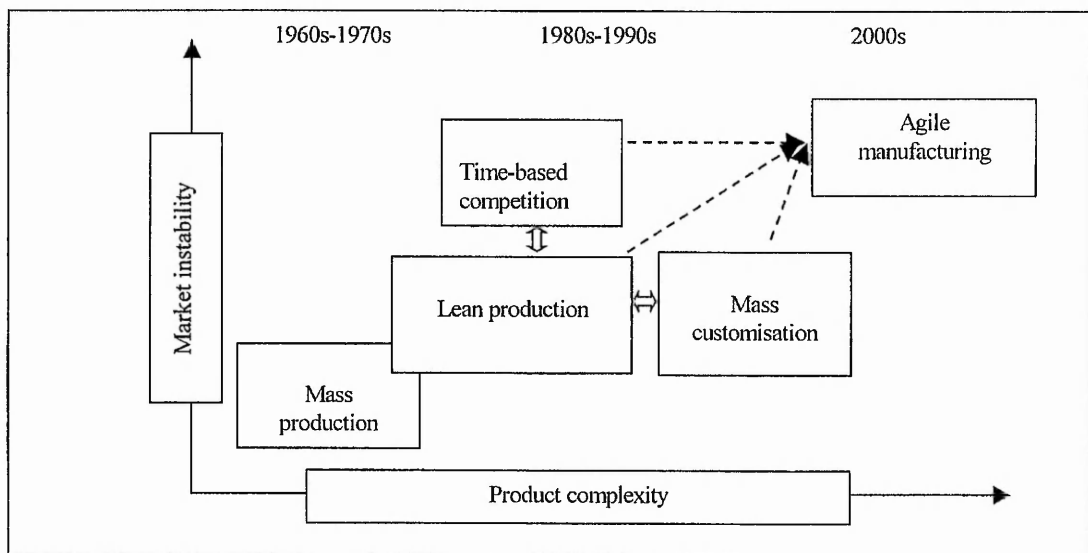 1960s-1970s
1980s-1990s
2000s
Agile
manufacturing
Time-based
competition
Market instability
Lean production
Mass
customisation
Mass
production
Product complexity